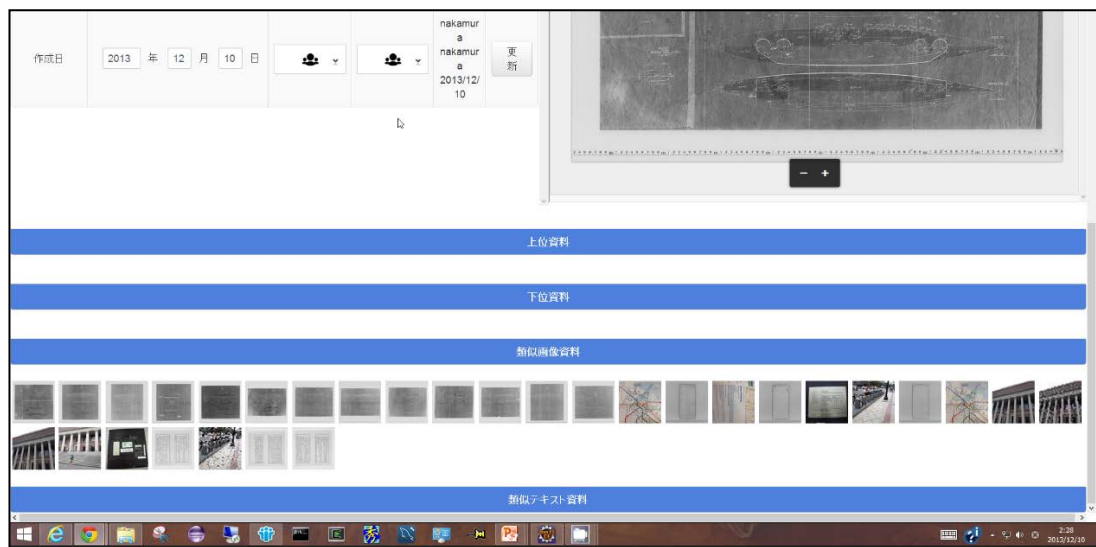 作成日 2013 年 12 月 10 日
nakamur
a
nakamur
a
2013/12/
10
更
新
− +
上位資料
下位資料
類似画像資料
類似テキスト資料
2:28
2013/12/10